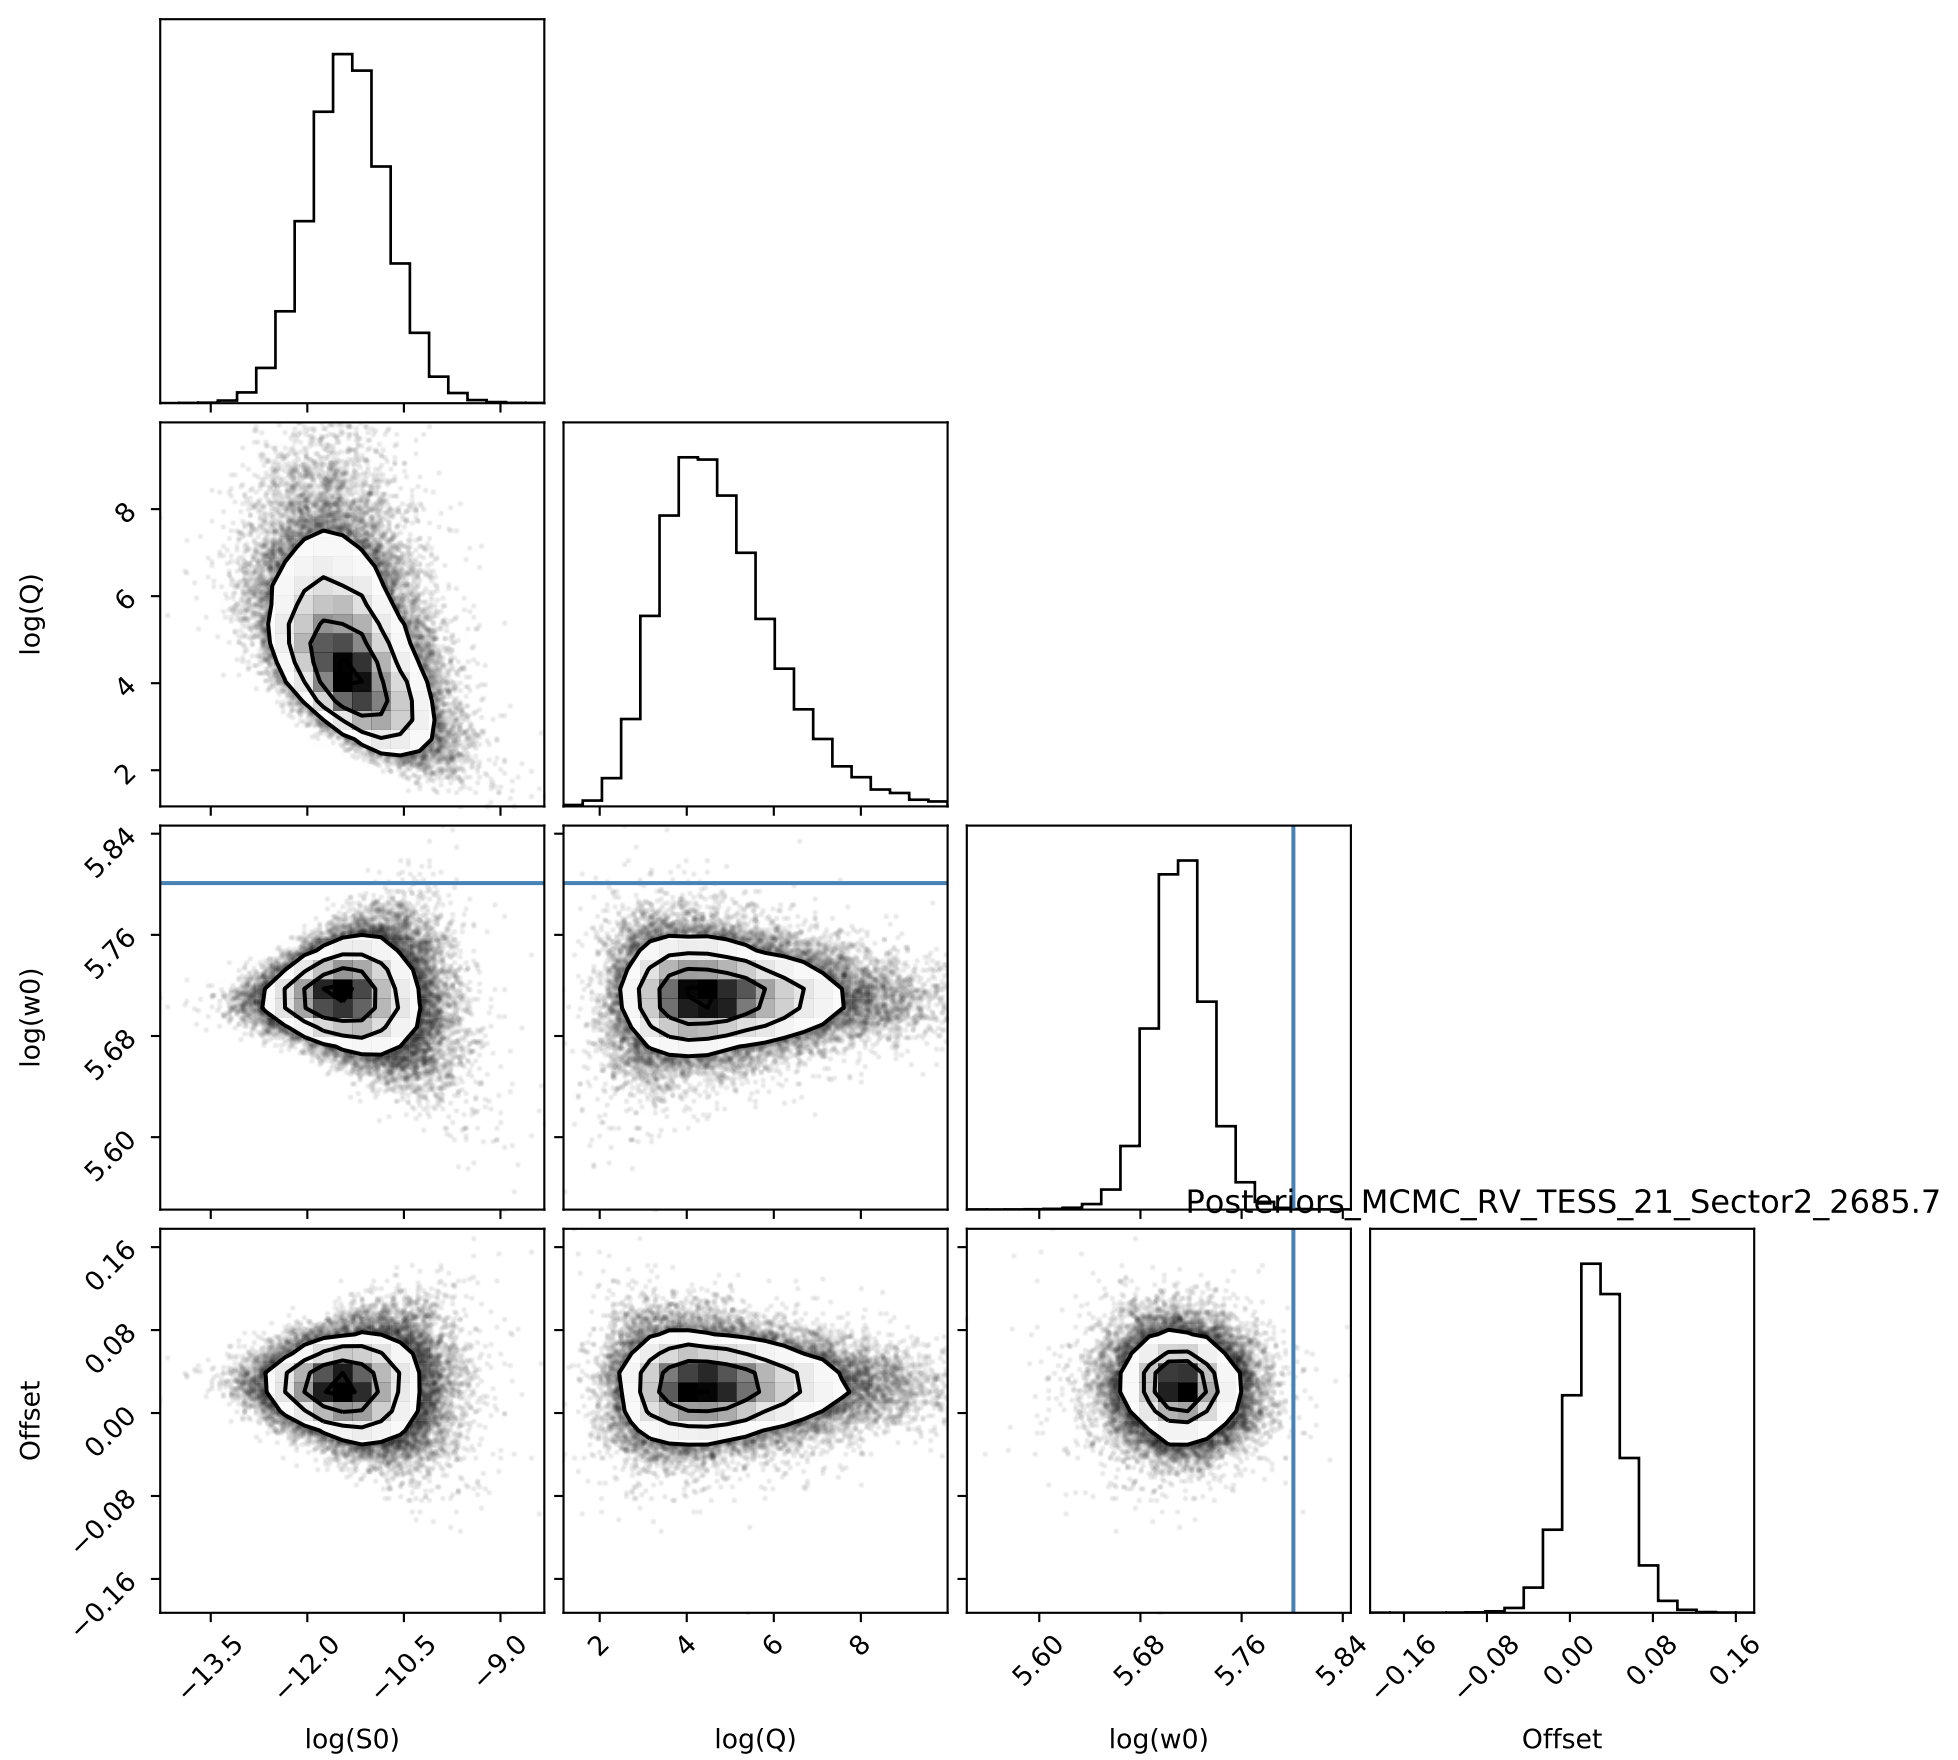 log(Q)
8
6
4
2
log(w0)
5.84
5.76
5.68
5.60
Posteriors_MCMC_RV_TESS_21_Sector2_2685.7
Offset
0.16
0.08
0.00
−0.08
−0.16
−13.5 −12.0 −10.5 −9.0
2 4 6 8
5.60 5.68 5.76 5.84
−0.16 −0.08 0.00 0.08 0.16
log(S0) log(Q) log(w0) Offset